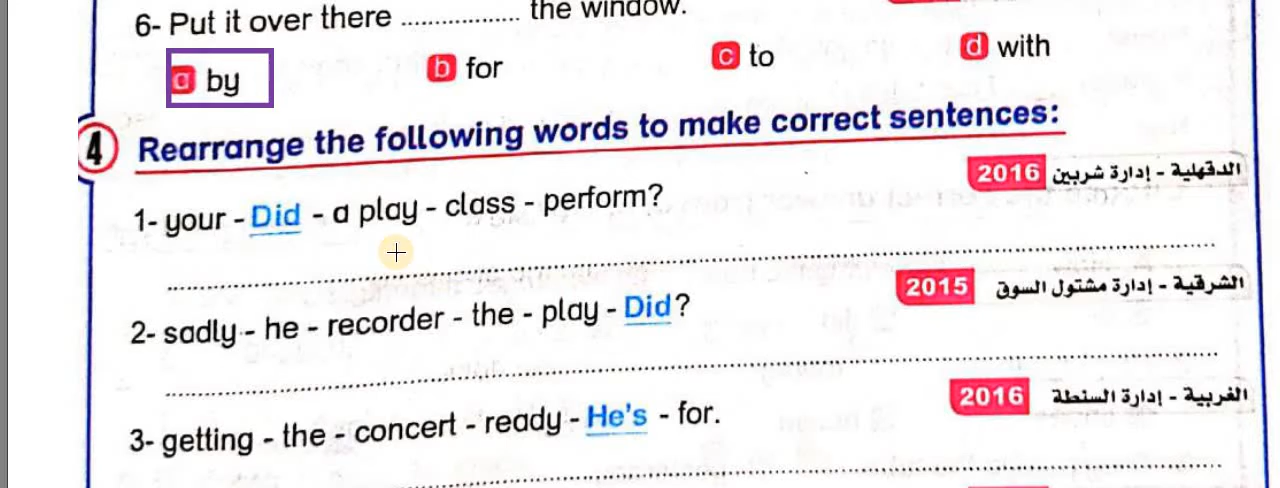 6- Put it over there ................ the window.
a by b for c to d with
4 Rearrange the following words to make correct sentences:
2016 الدقهلية - إدارة شربين
1- your - Did - a play - class - perform?
2015 الشرقية - إدارة مشتول السوق
2- sadly - he - recorder - the - play - Did?
2016 الغربية - إدارة السنطة
3- getting - the - concert - ready - He's - for.